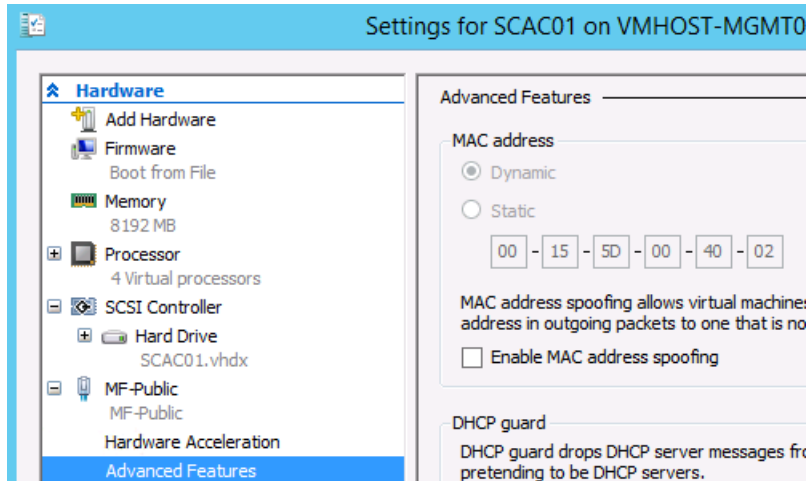 Settings for SCAC01 on VMHOST-MGMT0
Hardware
Add Hardware
Firmware
Boot from File
Memory
8192 MB
Processor
4 Virtual processors
SCSI Controller
Hard Drive
SCAC01.vhdx
MF-Public
MF-Public
Hardware Acceleration
Advanced Features
Advanced Features
MAC address
Dynamic
Static
00 - 15 - 5D - 00 - 40 - 02
MAC address spoofing allows virtual machines
address in outgoing packets to one that is no
Enable MAC address spoofing
DHCP guard
DHCP guard drops DHCP server messages fro
pretending to be DHCP servers.